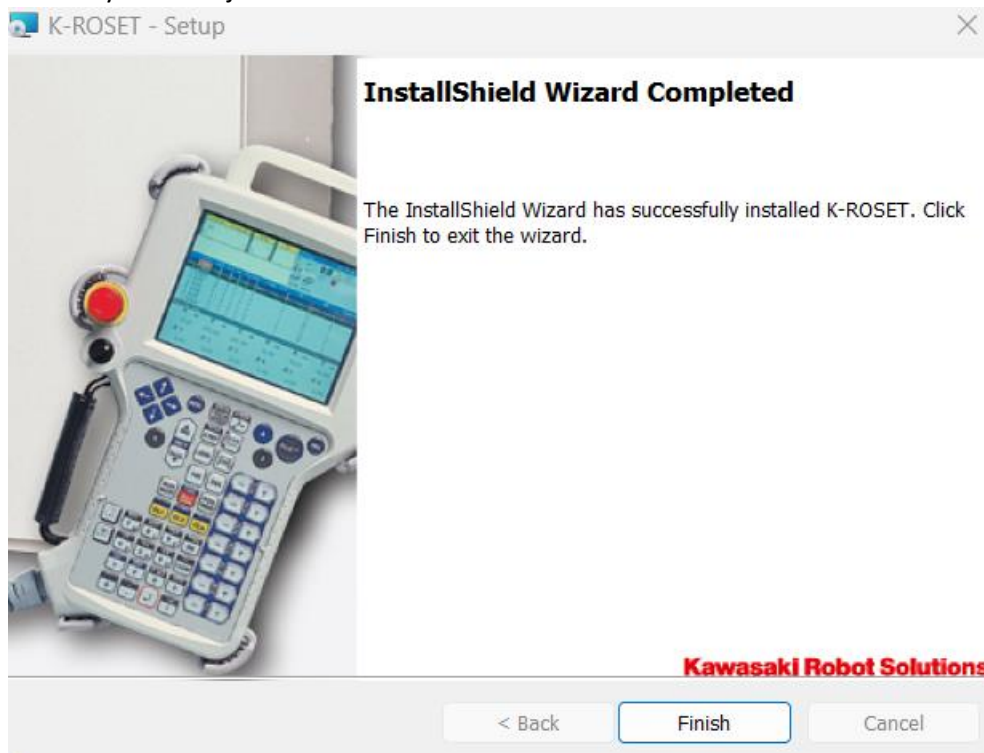 K-ROSET - Setup
InstallShield Wizard Completed
The InstallShield Wizard has successfully installed K-ROSET. Click
Finish to exit the wizard.
Kawasaki Robot Solutions
< Back
Finish
Cancel